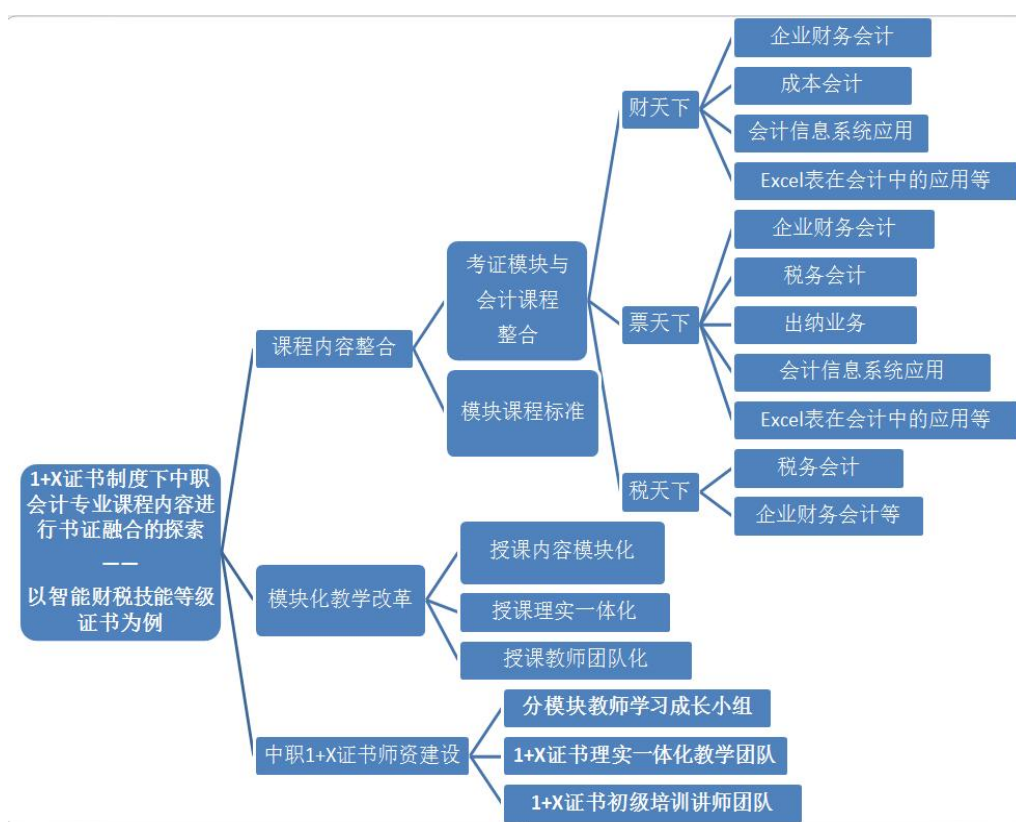 1+X证书制度下中职
会计专业课程内容进
行书证融合的探索
——
以智能财税技能等级
证书为例
课程内容整合
考证模块与
会计课程
整合
财天下
企业财务会计
成本会计
会计信息系统应用
Excel表在会计中的应用等
票天下
企业财务会计
税务会计
出纳业务
会计信息系统应用
Excel表在会计中的应用等
税天下
税务会计
企业财务会计等
模块课程标准
模块化教学改革
授课内容模块化
授课理实一体化
授课教师团队化
中职1+X证书师资建设
分模块教师学习成长小组
1+X证书理实一体化教学团队
1+X证书初级培训讲师团队